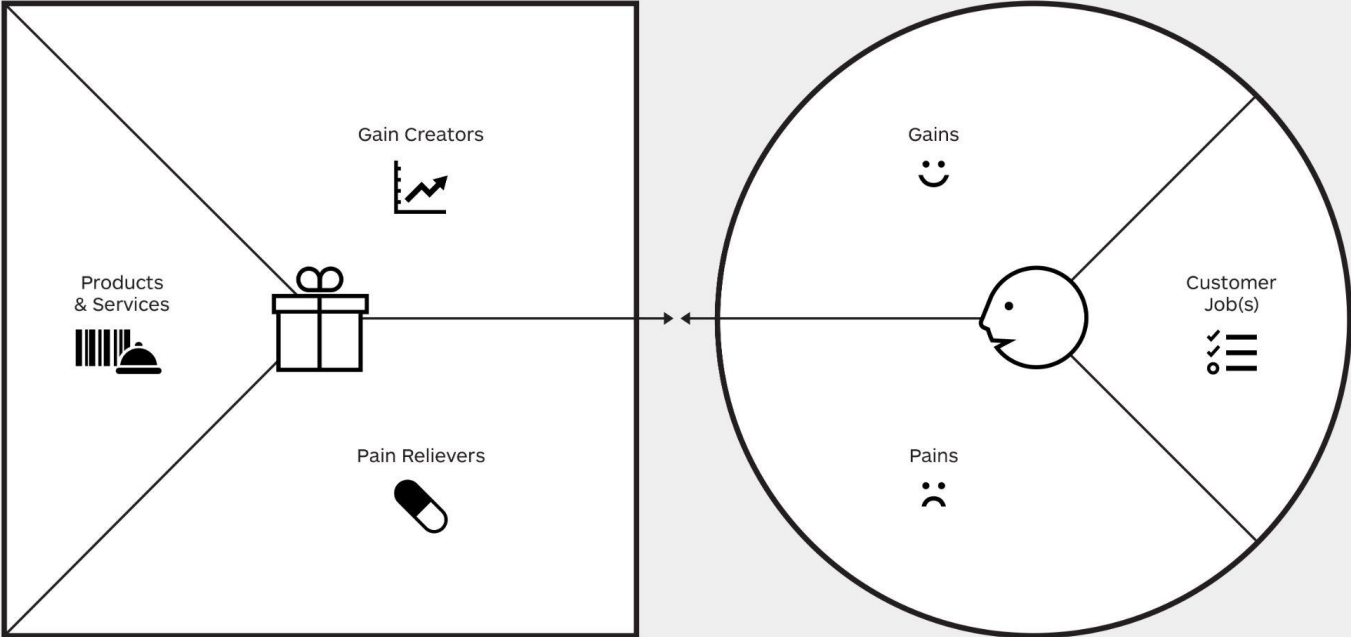 Gain Creators
Gains
Products
& Services
Customer
Job(s)
Pain Relievers
Pains